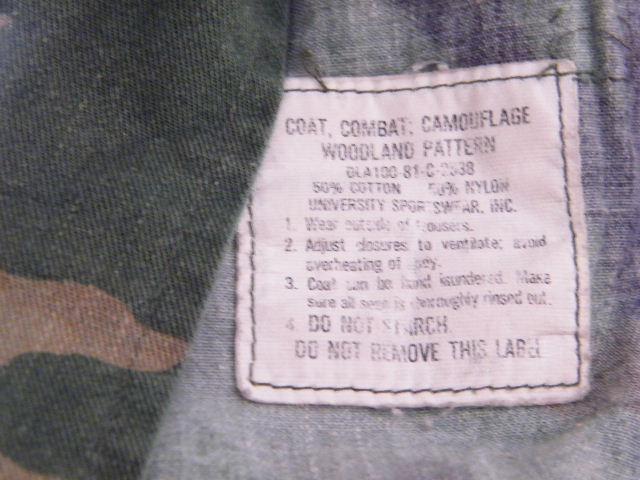 COAT, COMBAT: CAMOUFLAGE
WOODLAND PATTERN
DLA100-81-C-2538
50% COTTON 50% NYLON
UNIVERSITY SPORTSWEAR, INC.
1. Wear outside of trousers.
2. Adjust closures to ventilate; avoid
overheating of body.
3. Coat can be hand laundered. Make
sure all soap is thoroughly rinsed out.
4. DO NOT STARCH.
DO NOT REMOVE THIS LABEL